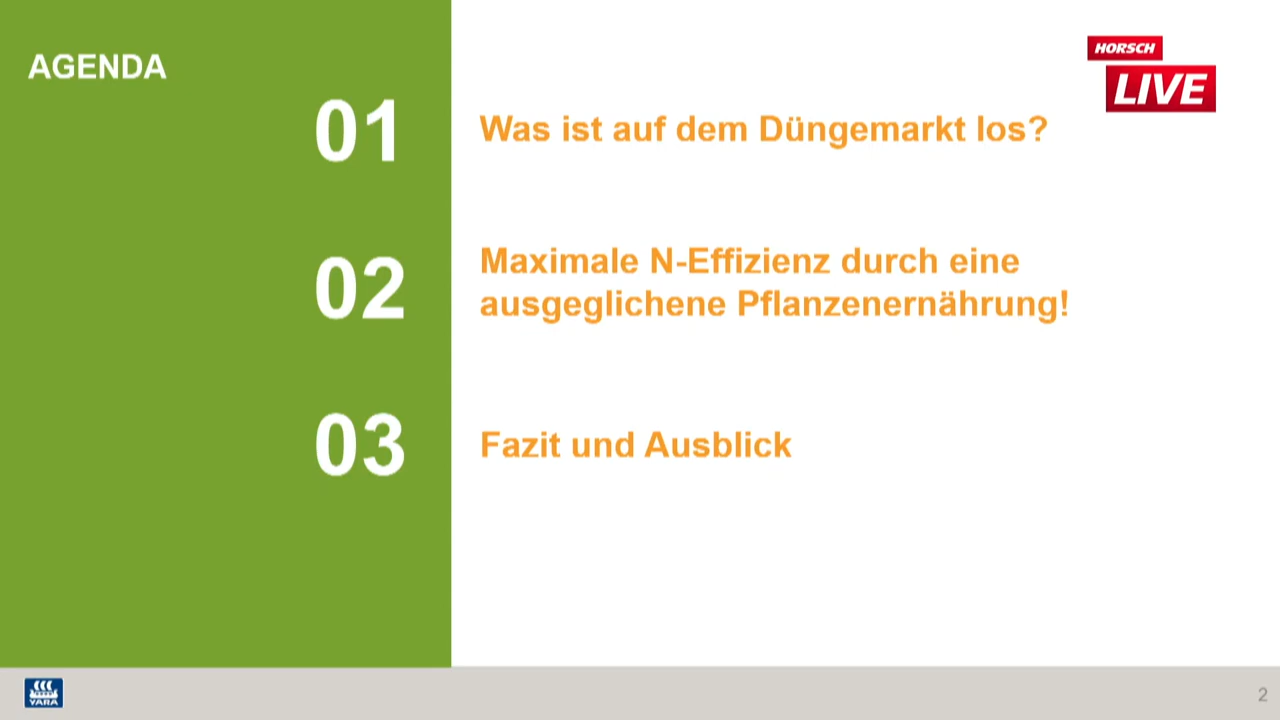 AGENDA
HORSCH
LIVE
01
Was ist auf dem Düngemarkt los?
02
Maximale N-Effizienz durch eine
ausgeglichene Pflanzenernährung!
03
Fazit und Ausblick
YARA
2